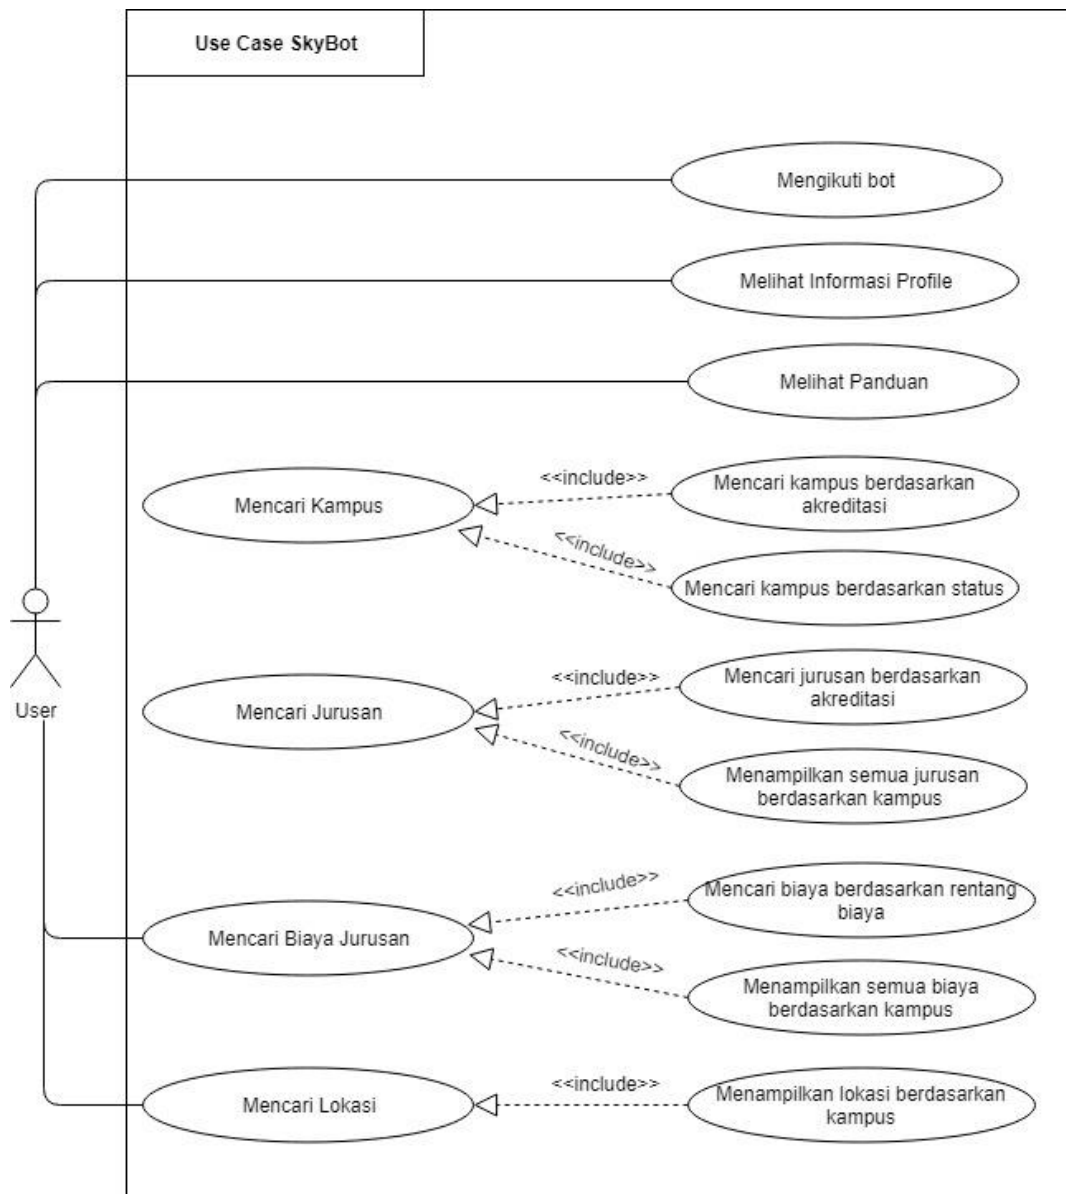 Use Case SkyBot
Mengikuti bot
Melihat Informasi Profile
Melihat Panduan
Mencari Kampus
<<include>>
Mencari kampus berdasarkan
akreditasi
<<include>>
Mencari kampus berdasarkan status
User
Mencari Jurusan
<<include>>
Mencari jurusan berdasarkan
akreditasi
<<include>>
Menampilkan semua jurusan
berdasarkan kampus
Mencari Biaya Jurusan
<<include>>
Mencari biaya berdasarkan rentang
biaya
<<include>>
Menampilkan semua biaya
berdasarkan kampus
Mencari Lokasi
<<include>>
Menampilkan lokasi berdasarkan
kampus